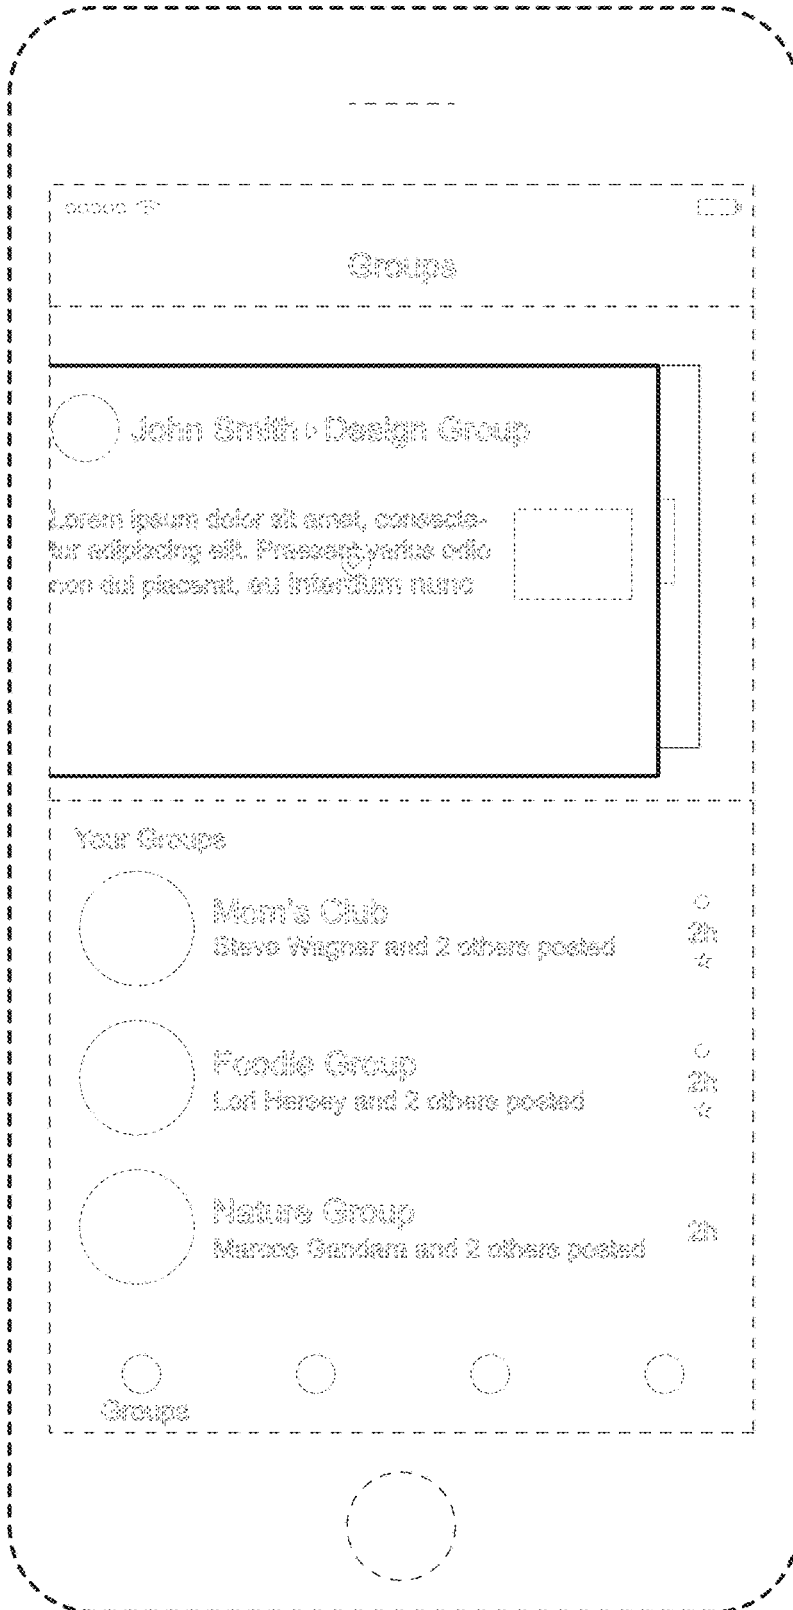 Groups
John Smith ▷ Design Group
Lorem ipsum dolor sit amet, consecte-
tur adipiscing elit. Praesent varius odio
non dui placerat, eu interdum nunc
Your Groups
Mom's Club
Steve Wagner and 2 others posted
2h
Foodie Group
Lori Hersey and 2 others posted
2h
Nature Group
Marcos Gandara and 2 others posted
2h
Groups